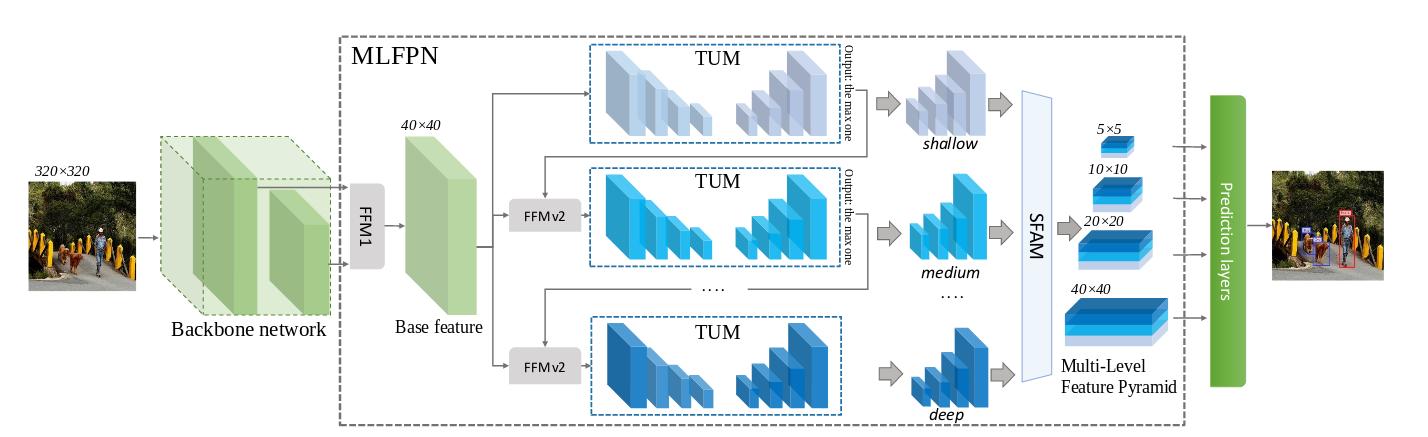 MLFPN
TUM
Output: the max one
shallow
40×40
320×320
5×5
10×10
TUM
Output: the max one
FFM1
FFMv2
SFAM
20×20
Prediction layers
medium
....
....
40×40
Backbone network
Base feature
TUM
FFMv2
Multi-Level
Feature Pyramid
deep